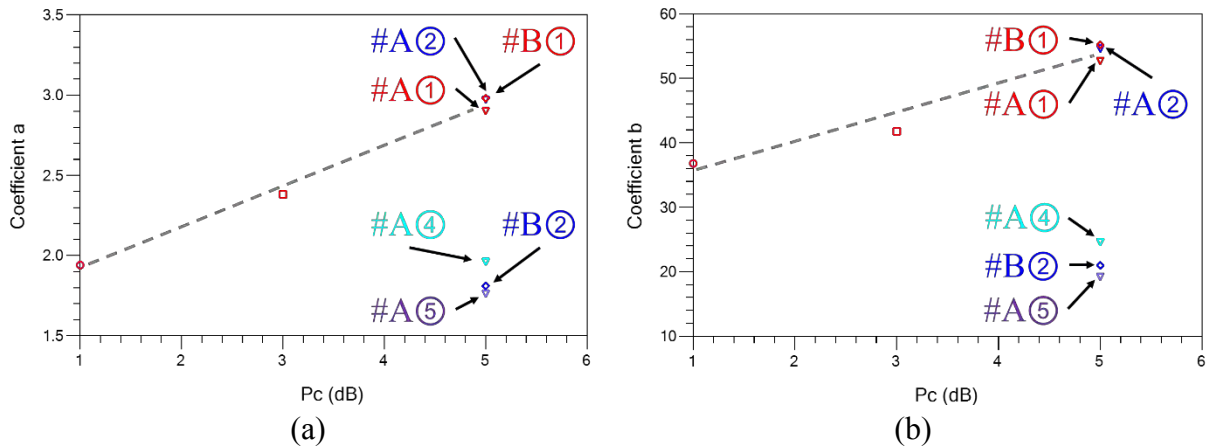 3.5
3.0
2.5
2.0
1.5
Coefficient a
#A②
#B①
#A①
#A④
#B②
#A⑤
1 2 3 4 5 6
Pc (dB)
(a)
60
50
40
30
20
10
Coefficient b
#B①
#A②
#A①
#A④
#B②
#A⑤
1 2 3 4 5 6
Pc (dB)
(b)